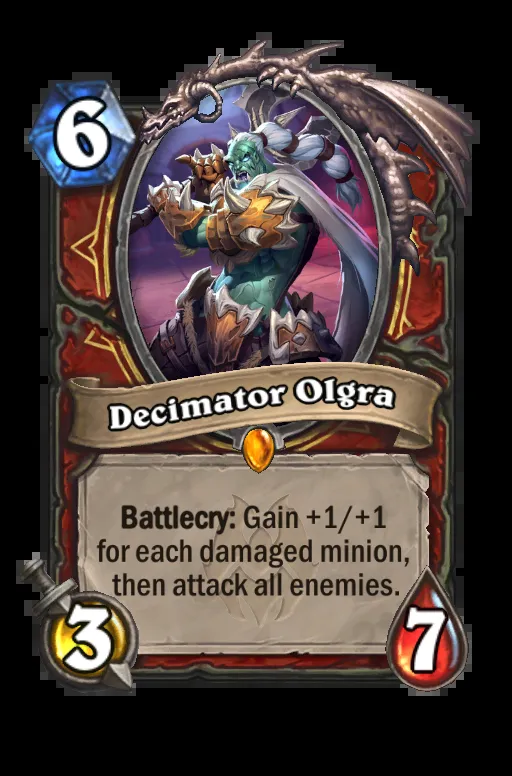 6
Decimator Olgra
Battlecry: Gain +1/+1
for each damaged minion,
then attack all enemies.
3
7